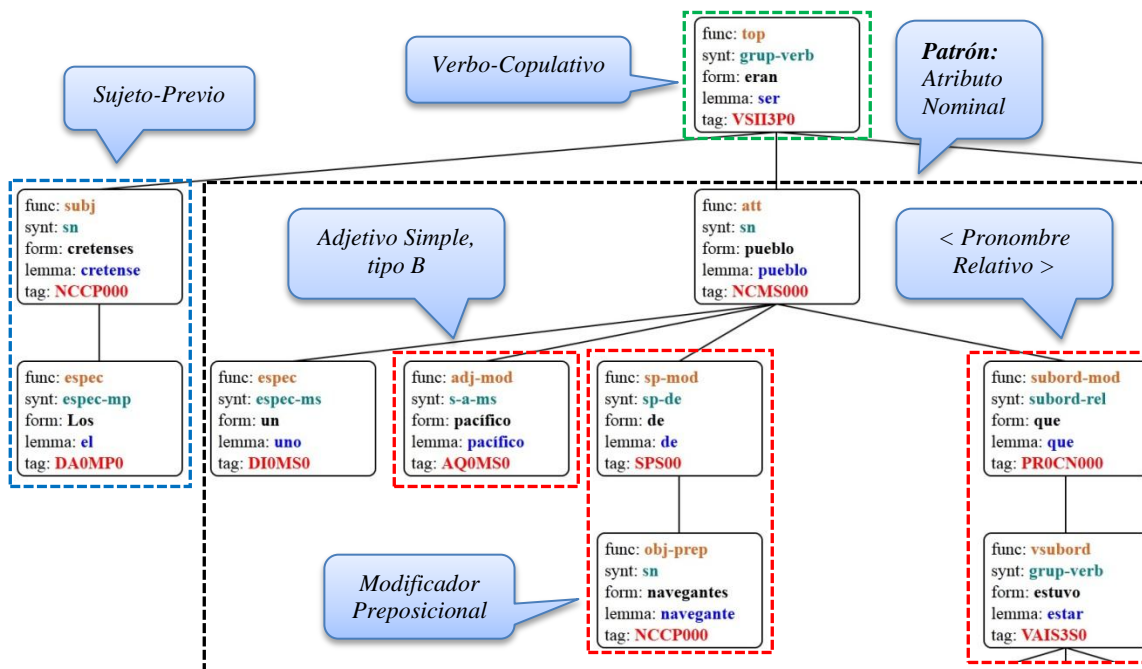 func: top
synt: grup-verb
form: eran
lemma: ser
tag: VSII3P0
Verbo-Copulativo
Patrón:
Atributo
Nominal
Sujeto-Previo
func: subj
synt: sn
form: cretenses
lemma: cretense
tag: NCCP000
Adjetivo Simple,
tipo B
func: att
synt: sn
form: pueblo
lemma: pueblo
tag: NCMS000
< Pronombre
Relativo >
func: espec
synt: espec-mp
form: Los
lemma: el
tag: DA0MP0
func: espec
synt: espec-ms
form: un
lemma: uno
tag: DI0MS0
func: adj-mod
synt: s-a-ms
form: pacífico
lemma: pacífico
tag: AQ0MS0
func: sp-mod
synt: sp-de
form: de
lemma: de
tag: SPS00
func: subord-mod
synt: subord-rel
form: que
lemma: que
tag: PR0CN000
Modificador
Preposicional
func: obj-prep
synt: sn
form: navegantes
lemma: navegante
tag: NCCP000
func: vsubord
synt: grup-verb
form: estuvo
lemma: estar
tag: VAIS3S0